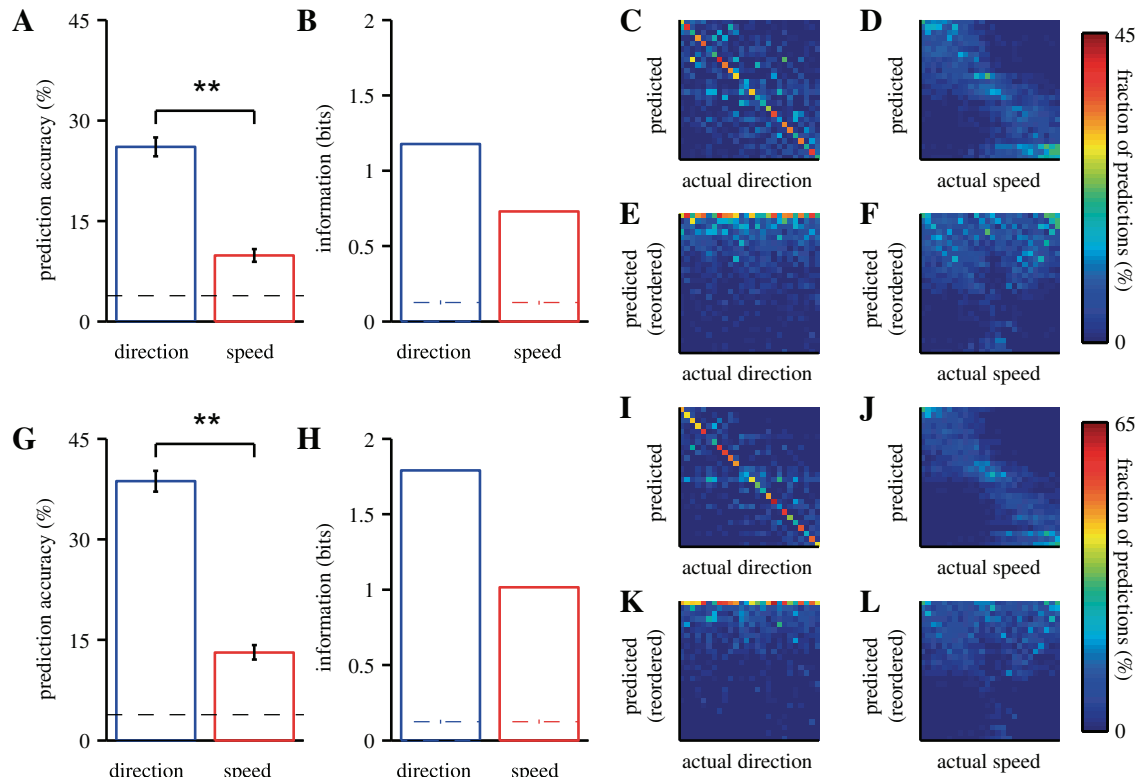 A
prediction accuracy (%)
45
30
15
0
**
direction
speed
B
information (bits)
2
1.5
1
0.5
0
direction
speed
C
predicted
actual direction
D
predicted
actual speed
E
predicted
(reordered)
actual direction
F
predicted
(reordered)
actual speed
45
fraction of predictions (%)
0
G
prediction accuracy (%)
45
30
15
0
**
direction
speed
H
information (bits)
2
1.5
1
0.5
0
direction
speed
I
predicted
actual direction
J
predicted
actual speed
K
predicted
(reordered)
actual direction
L
predicted
(reordered)
actual speed
65
fraction of predictions (%)
0